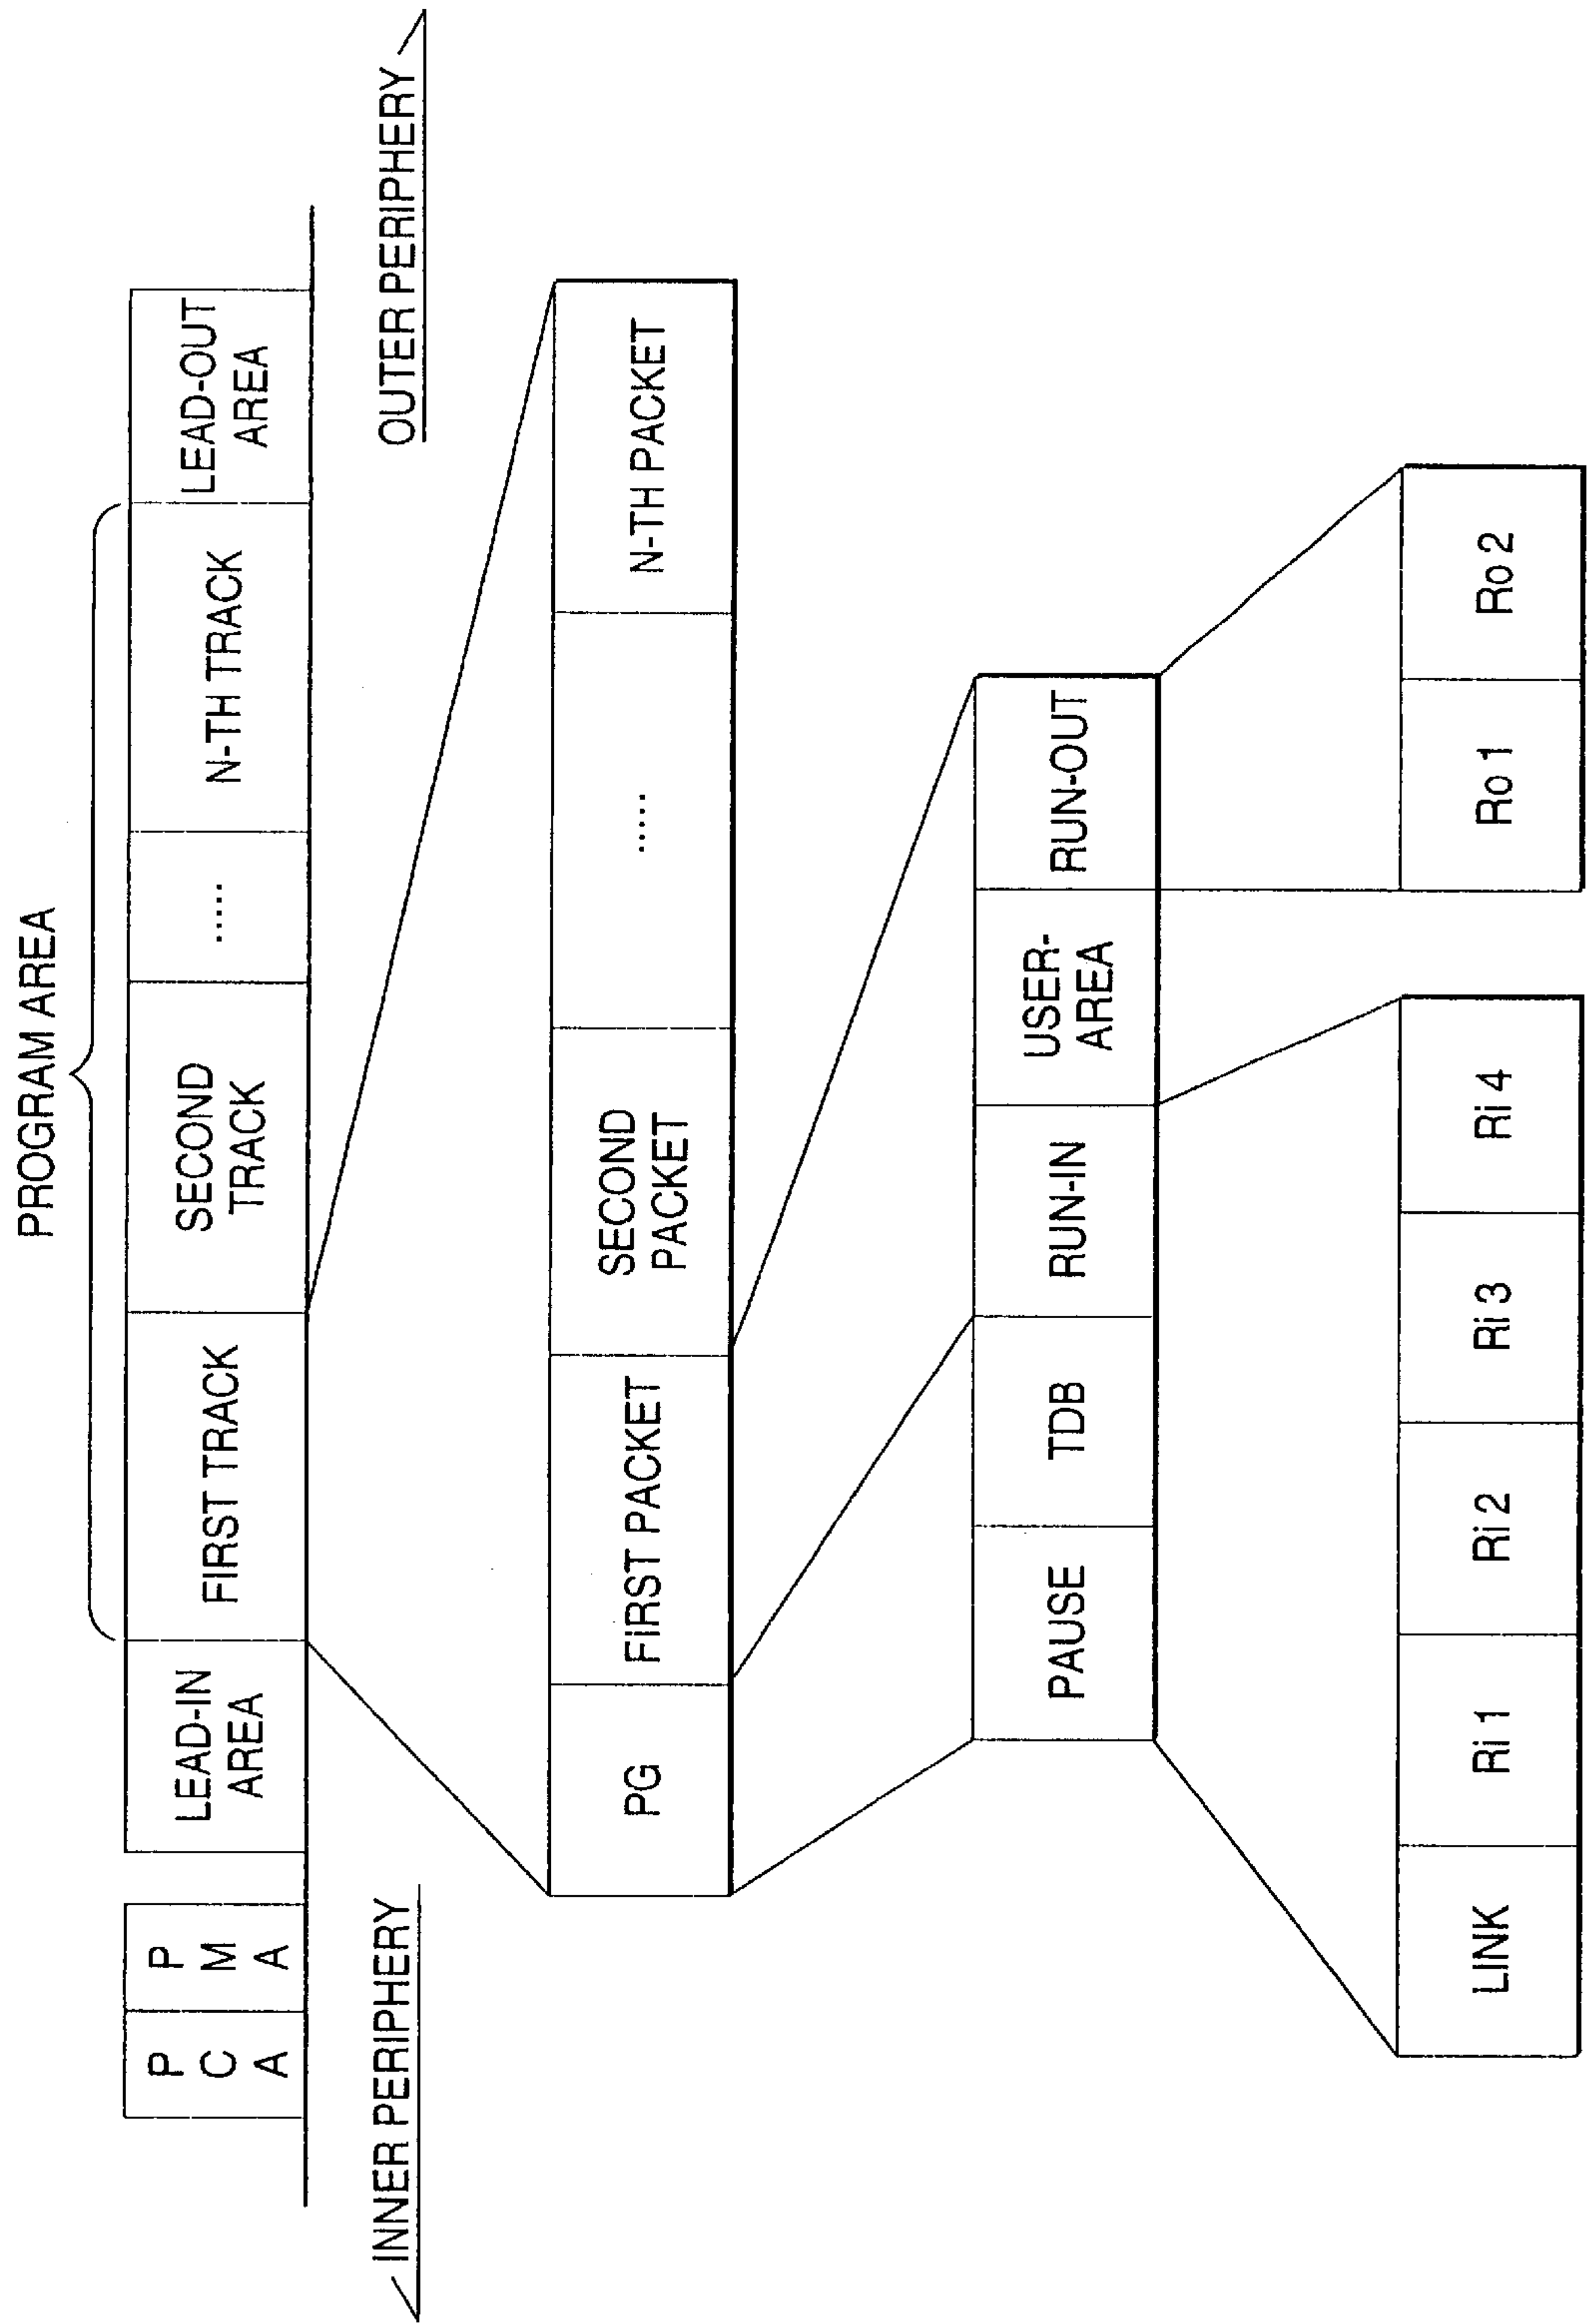 PROGRAM AREA
P
C
A
P
M
A
LEAD-IN
AREA
FIRST TRACK
SECOND
TRACK
.....
N-TH TRACK
LEAD-OUT
AREA
INNER PERIPHERY
OUTER PERIPHERY
PG
FIRST PACKET
SECOND
PACKET
.....
N-TH PACKET
PAUSE
TDB
RUN-IN
USER-
AREA
RUN-OUT
LINK
Ri 1
Ri 2
Ri 3
Ri 4
Ro 1
Ro 2